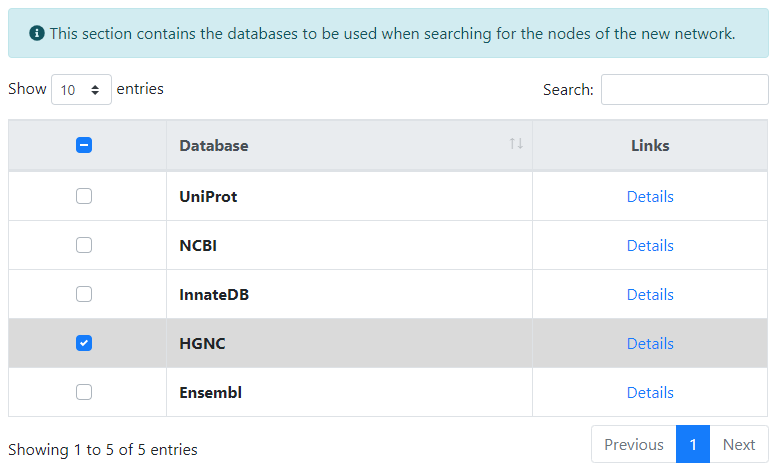 This section contains the databases to be used when searching for the nodes of the new network.
Show 10 entries Search:
Database Links
UniProt Details
NCBI Details
InnateDB Details
HGNC Details
Ensembl Details
Showing 1 to 5 of 5 entries Previous 1 Next